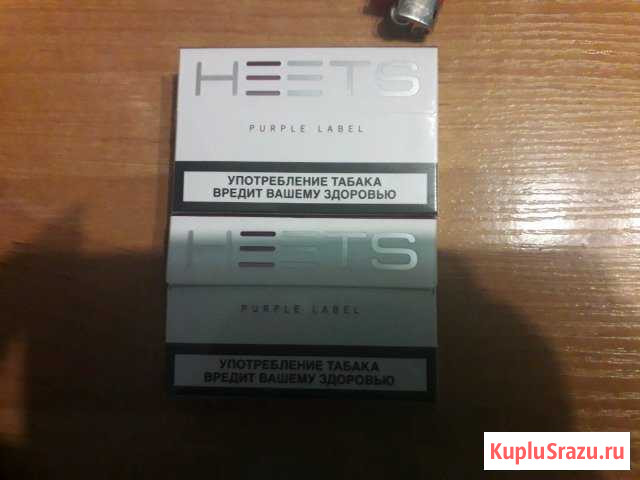 HEETS
PURPLE LABEL
УПОТРЕБЛЕНИЕ ТАБАКА
ВРЕДИТ ВАШЕМУ ЗДОРОВЬЮ
HEETS
PURPLE LABEL
УПОТРЕБЛЕНИЕ ТАБАКА
ВРЕДИТ ВАШЕМУ ЗДОРОВЬЮ
KupluSrazu.ru